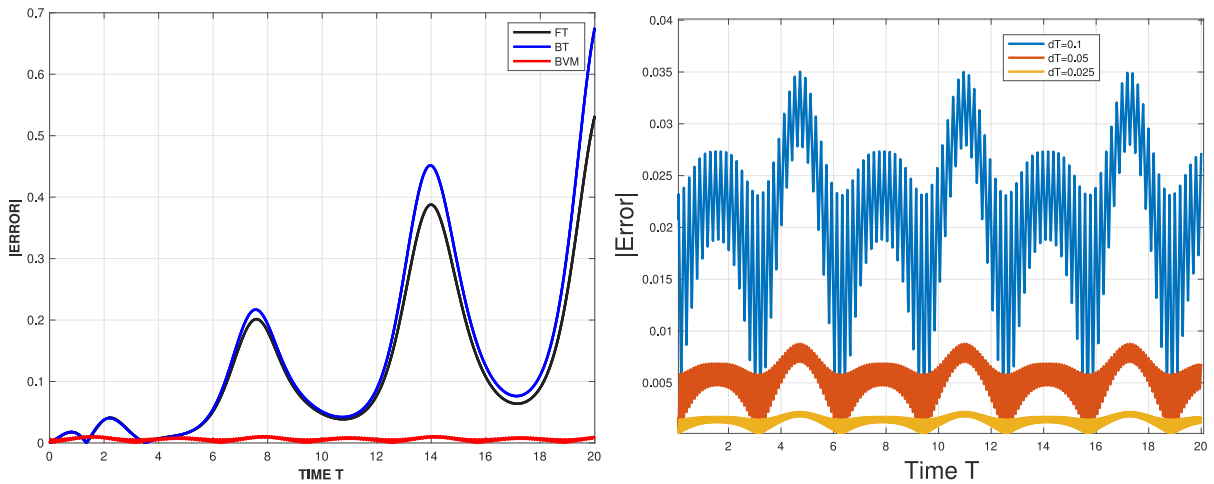 0.7
0.6
0.5
0.4
0.3
0.2
0.1
0
|ERROR|
FT
BT
BVM
0 2 4 6 8 10 12 14 16 18 20
TIME T
0.04
0.035
0.03
0.025
0.02
0.015
0.01
0.005
|Error|
dT=0.1
dT=0.05
dT=0.025
2 4 6 8 10 12 14 16 18 20
Time T